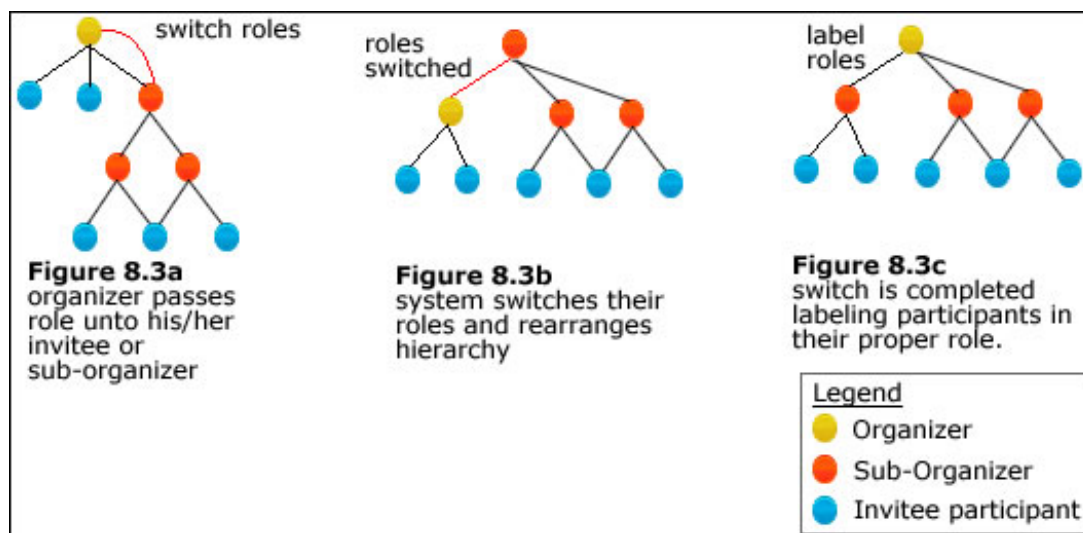 switch roles
Figure 8.3a
organizer passes
role unto his/her
invitee or
sub-organizer
roles
switched
Figure 8.3b
system switches their
roles and rearranges
hierarchy
label
roles
Figure 8.3c
switch is completed
labeling participants in
their proper role.
Legend
Organizer
Sub-Organizer
Invitee participant